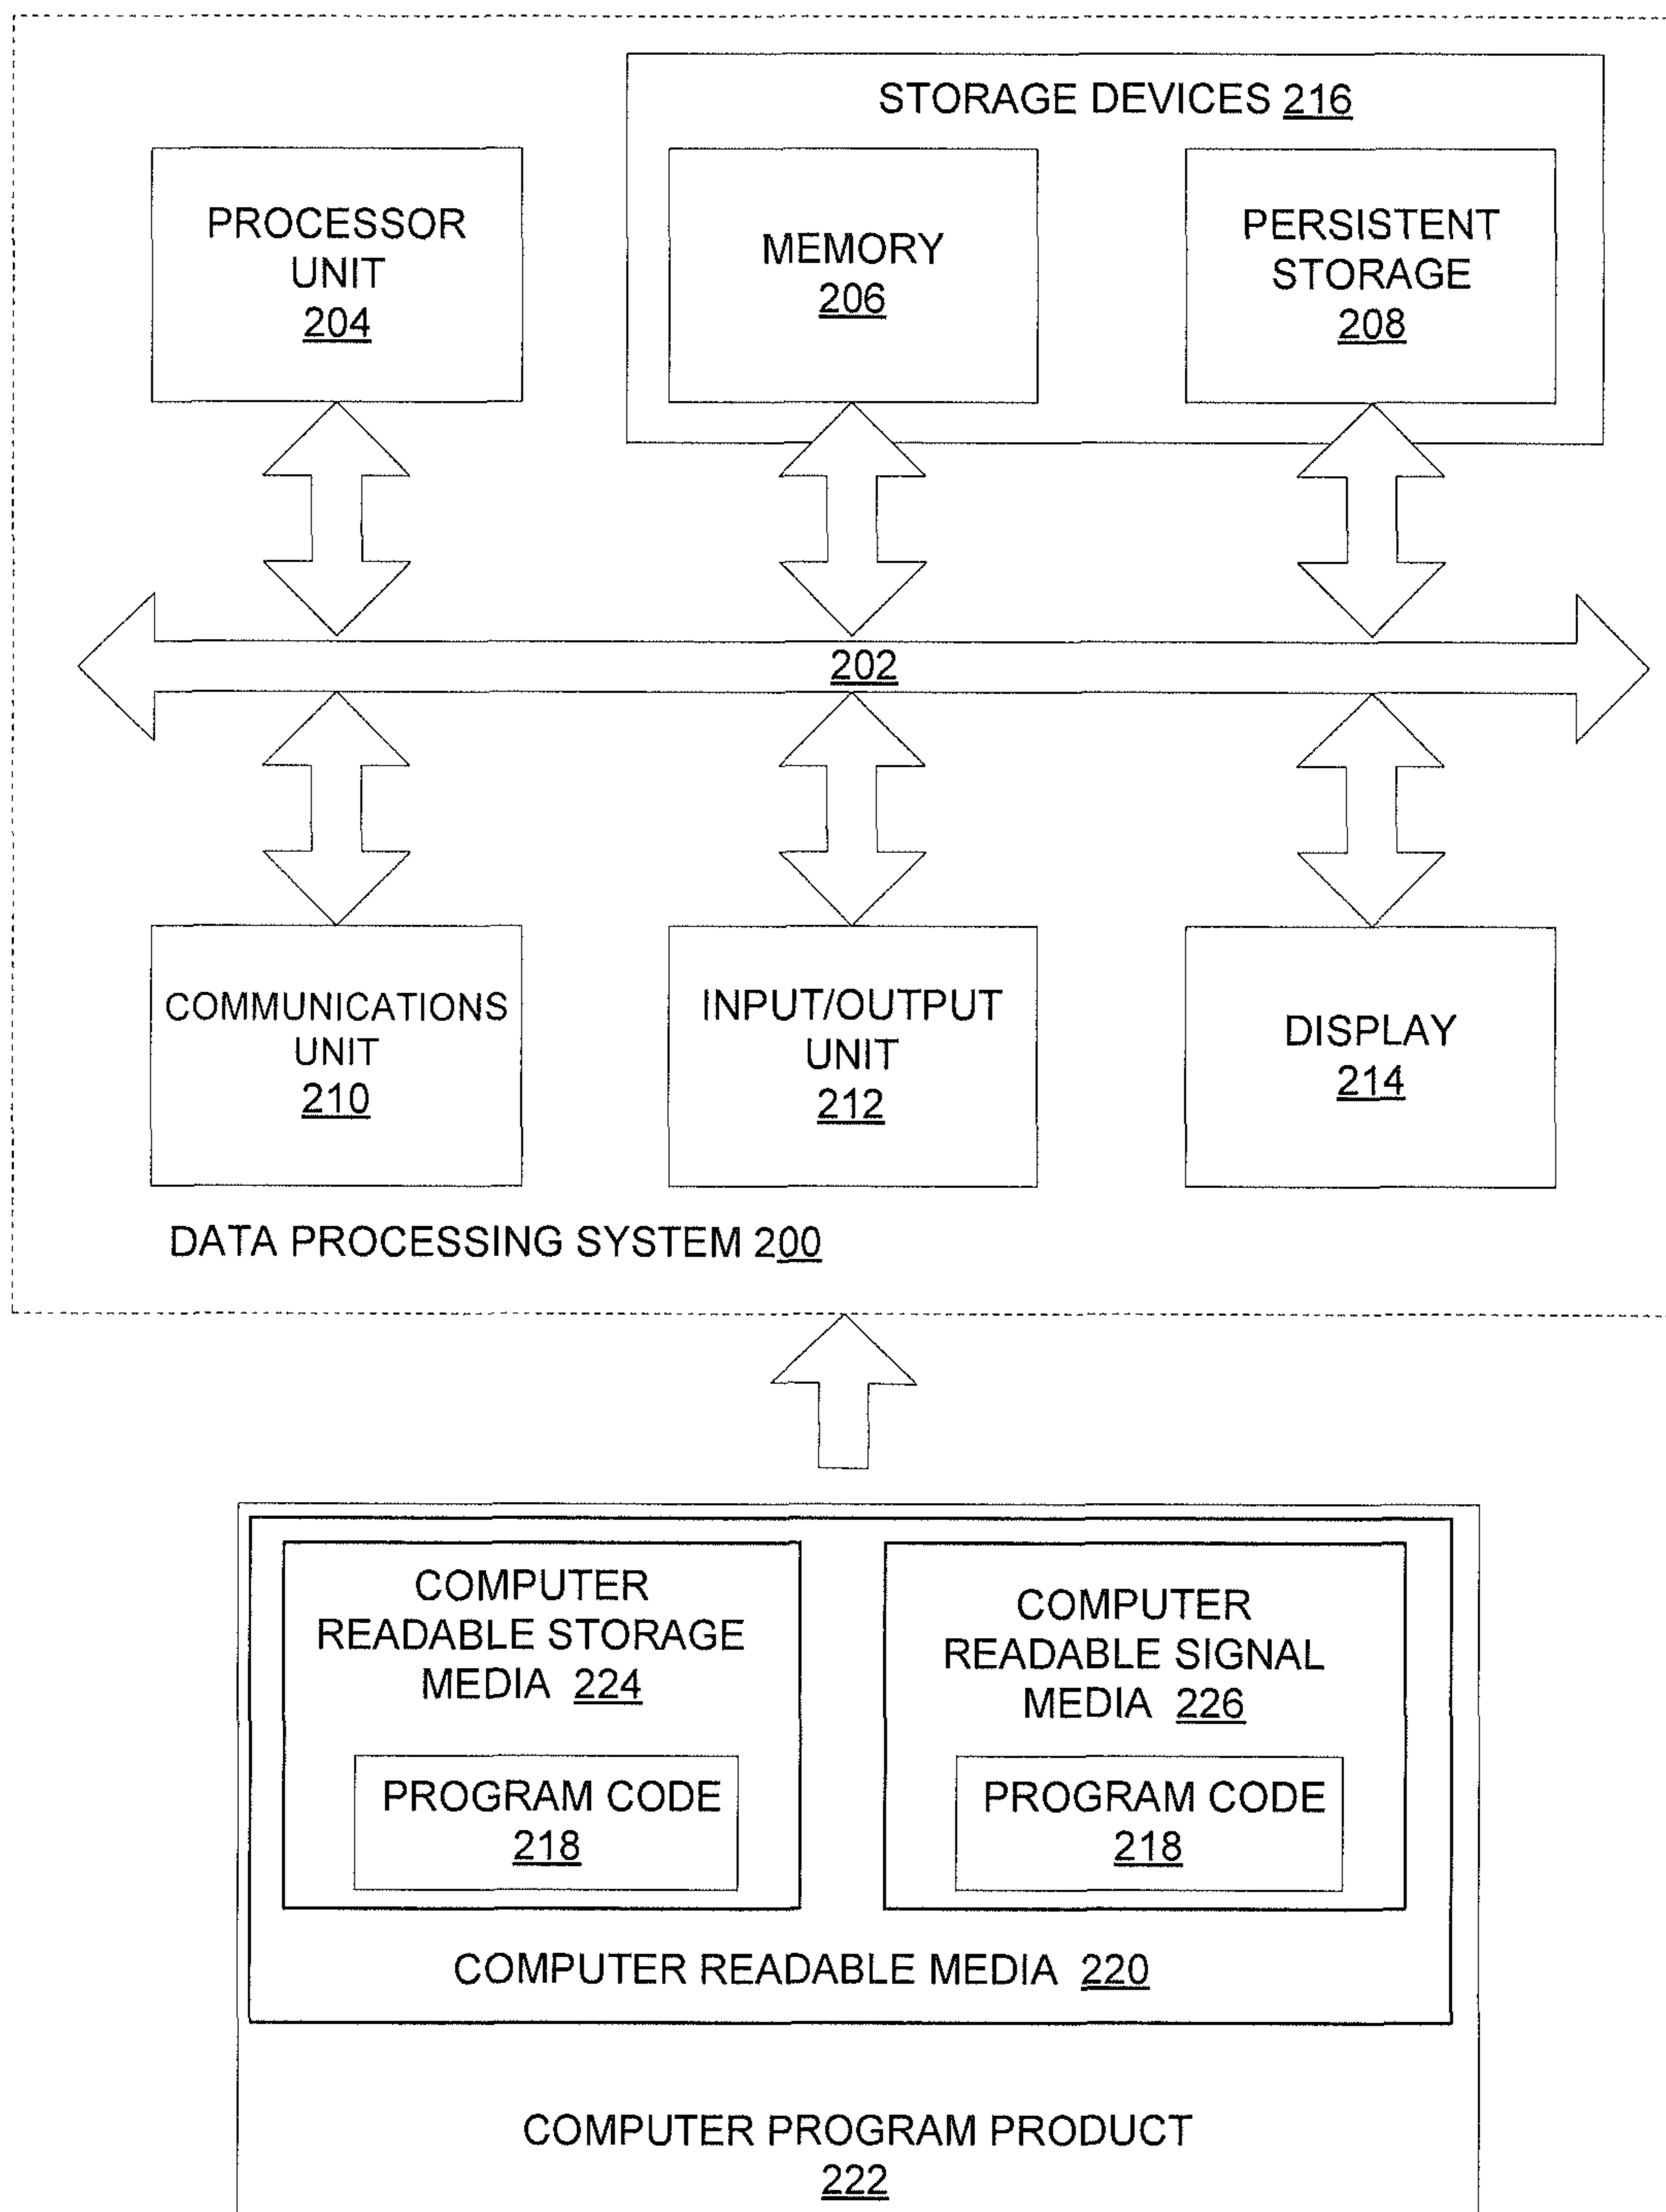 STORAGE DEVICES 216
PROCESSOR
UNIT
204
MEMORY
206
PERSISTENT
STORAGE
208
202
COMMUNICATIONS
UNIT
210
INPUT/OUTPUT
UNIT
212
DISPLAY
214
DATA PROCESSING SYSTEM 200
COMPUTER
READABLE STORAGE
MEDIA 224
PROGRAM CODE
218
COMPUTER
READABLE SIGNAL
MEDIA 226
PROGRAM CODE
218
COMPUTER READABLE MEDIA 220
COMPUTER PROGRAM PRODUCT
222